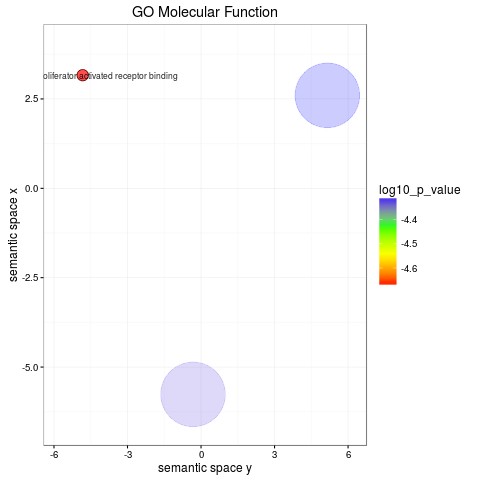 GO Molecular Function
oliferator activated receptor binding
2.5
0.0
-2.5
-5.0
-6
-3
0
3
6
semantic space x
semantic space y
log10_p_value
-4.4
-4.5
-4.6